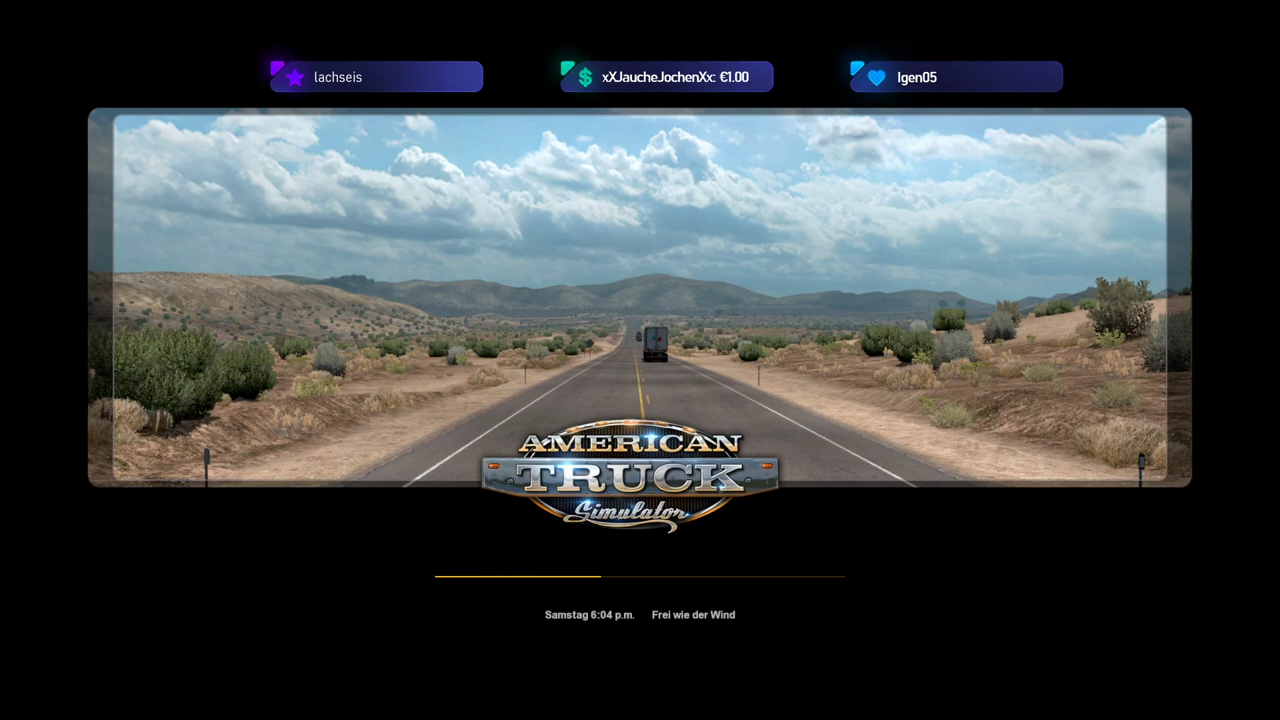 lachseis
xXJaucheJochenXx: €1.00
Igen05
AMERICAN
TRUCK
Simulator
Samstag 6:04 p.m. Frei wie der Wind